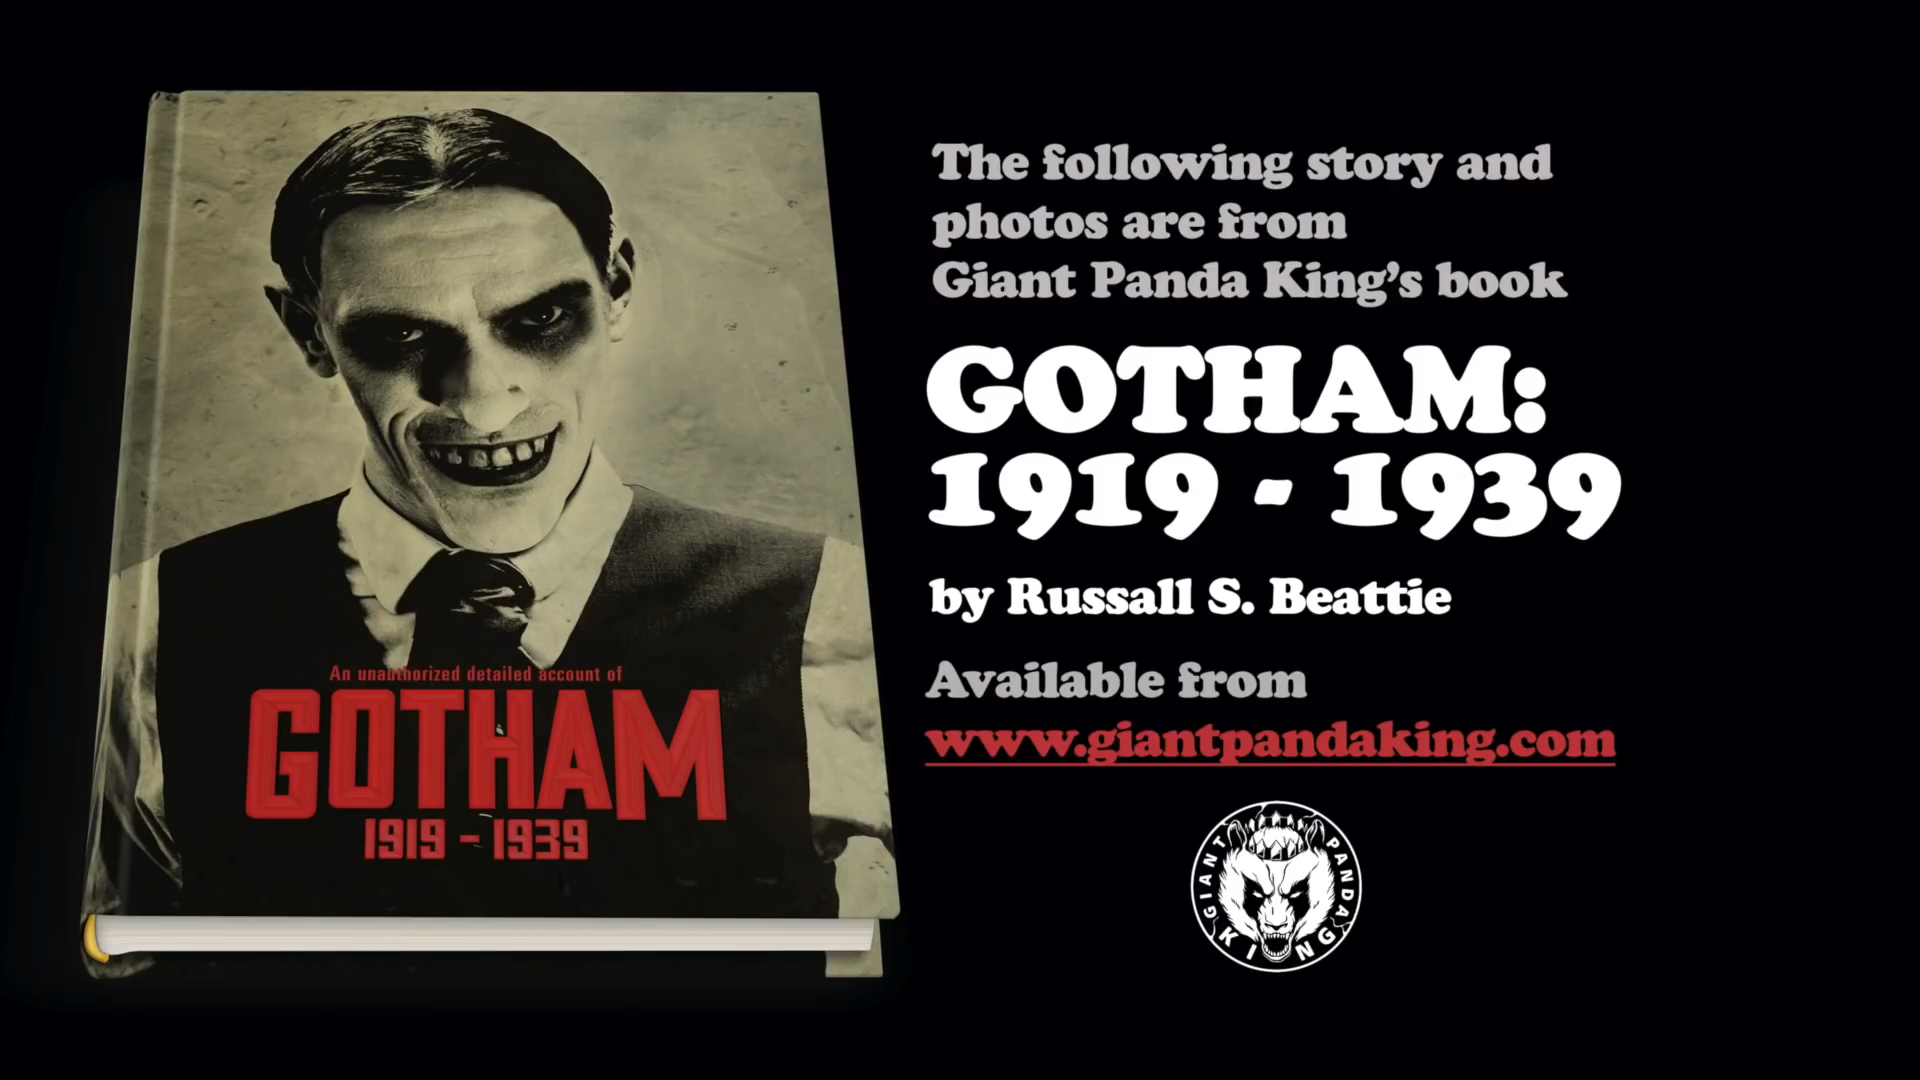 The following story and
photos are from
Giant Panda King's book
GOTHAM:
1919 - 1939
by Russall S. Beattie
Available from
www.giantpandaking.com
GIANT PANDA KING
An unauthorized detailed account of
GOTHAM
1919 - 1939